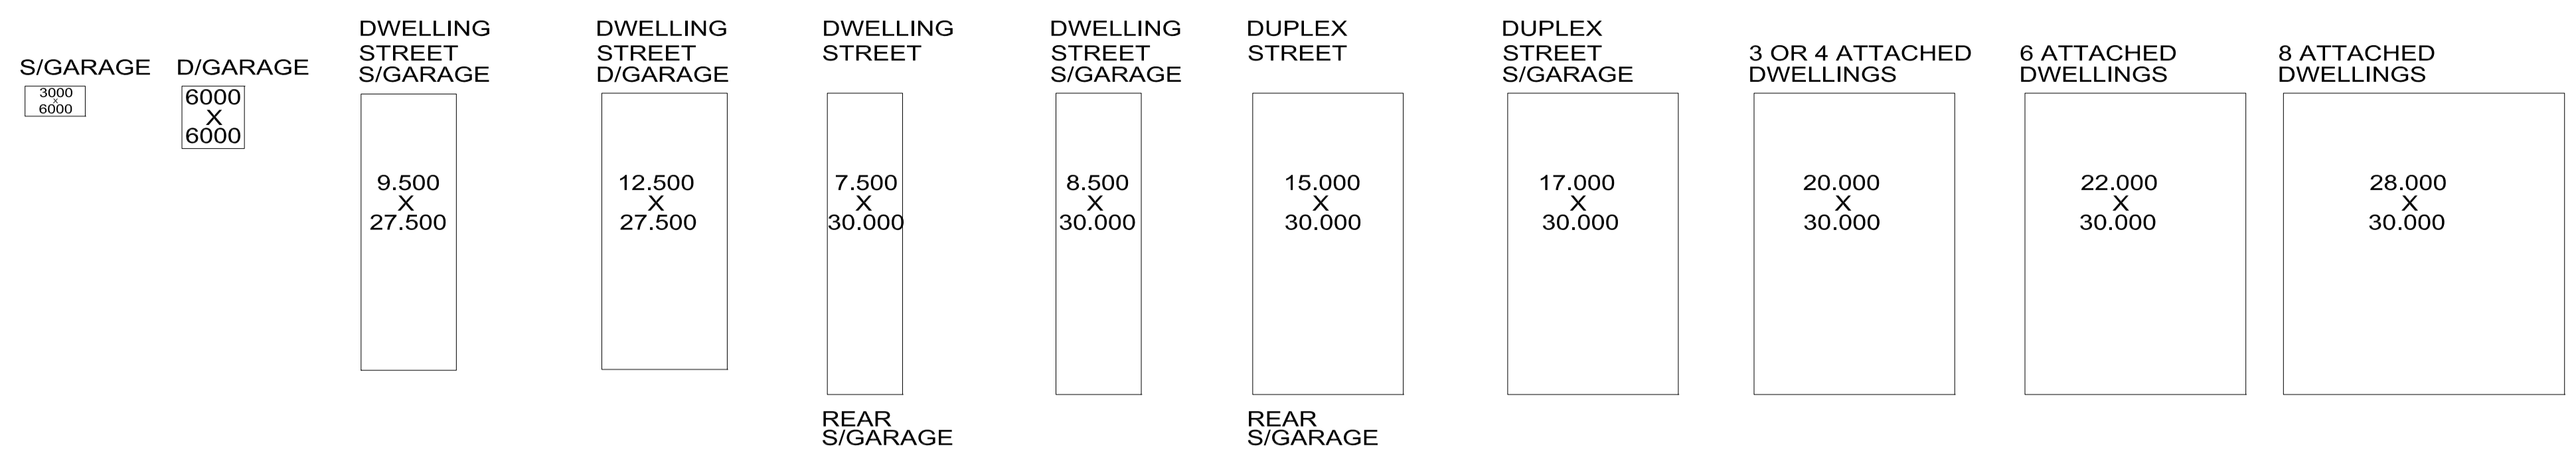 S/GARAGE
3000
x
6000
D/GARAGE
6000
X
6000
DWELLING
STREET
S/GARAGE
9.500
X
27.500
DWELLING
STREET
D/GARAGE
12.500
X
27.500
DWELLING
STREET
7.500
X
30.000
REAR
S/GARAGE
DWELLING
STREET
S/GARAGE
8.500
X
30.000
DUPLEX
STREET
15.000
X
30.000
REAR
S/GARAGE
DUPLEX
STREET
S/GARAGE
17.000
X
30.000
3 OR 4 ATTACHED
DWELLINGS
20.000
X
30.000
6 ATTACHED
DWELLINGS
22.000
X
30.000
8 ATTACHED
DWELLINGS
28.000
X
30.000